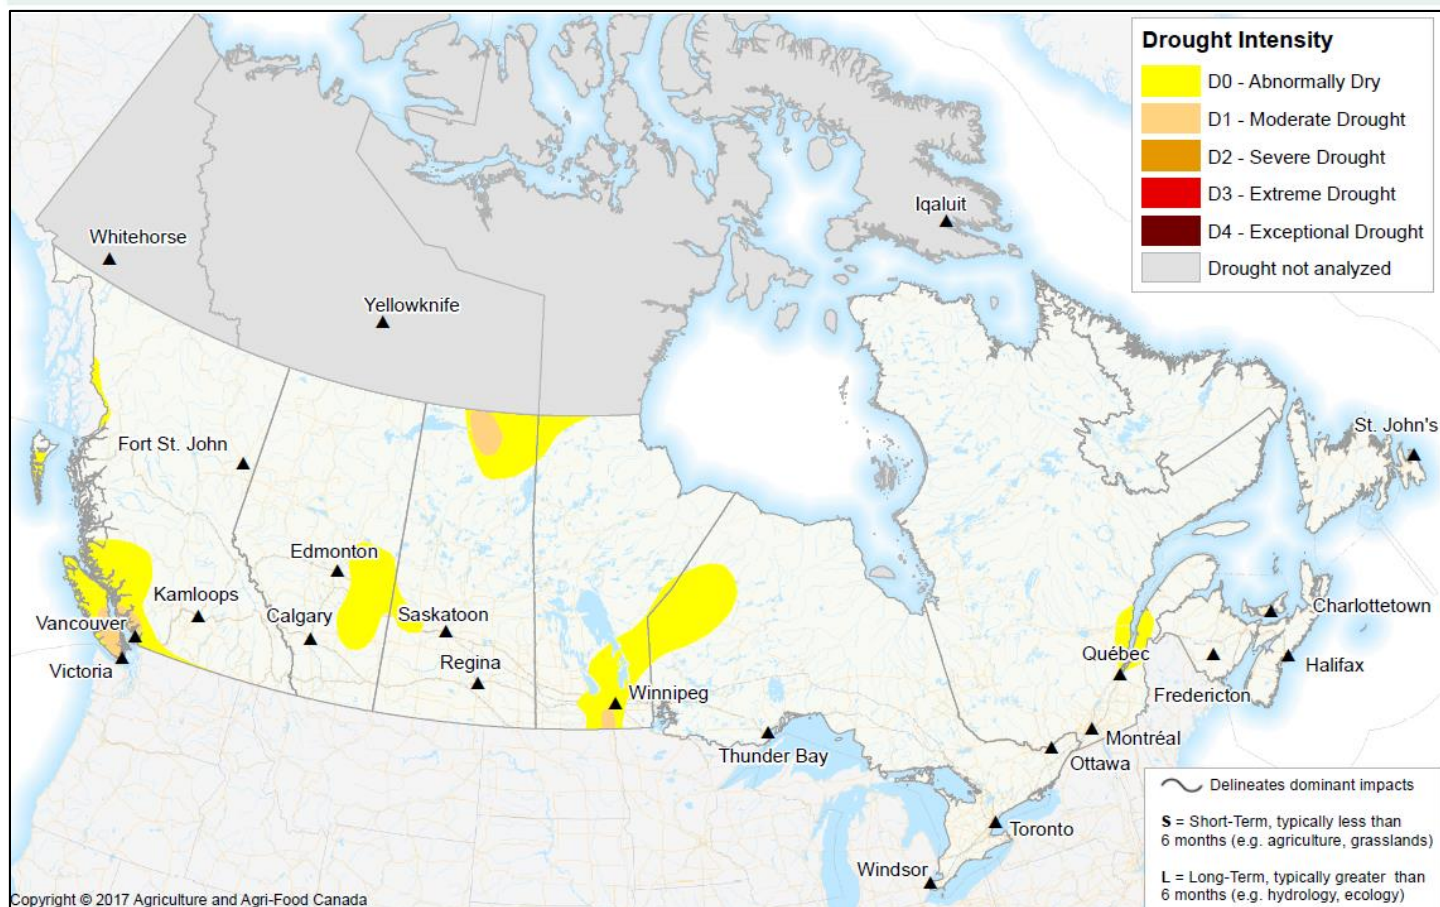 Drought Intensity
D0 - Abnormally Dry
D1 - Moderate Drought
D2 - Severe Drought
D3 - Extreme Drought
D4 - Exceptional Drought
Drought not analyzed
Iqaluit
Whitehorse
Yellowknife
Fort St. John
St. John's
Edmonton
Kamloops
Calgary
Saskatoon
Vancouver
Charlottetown
Victoria
Regina
Québec
Halifax
Winnipeg
Fredericton
Thunder Bay
Montréal
Ottawa
Toronto
Windsor
Delineates dominant impacts
S = Short-Term, typically less than
6 months (e.g. agriculture, grasslands)
L = Long-Term, typically greater than
6 months (e.g. hydrology, ecology)
Copyright © 2017 Agriculture and Agri-Food Canada